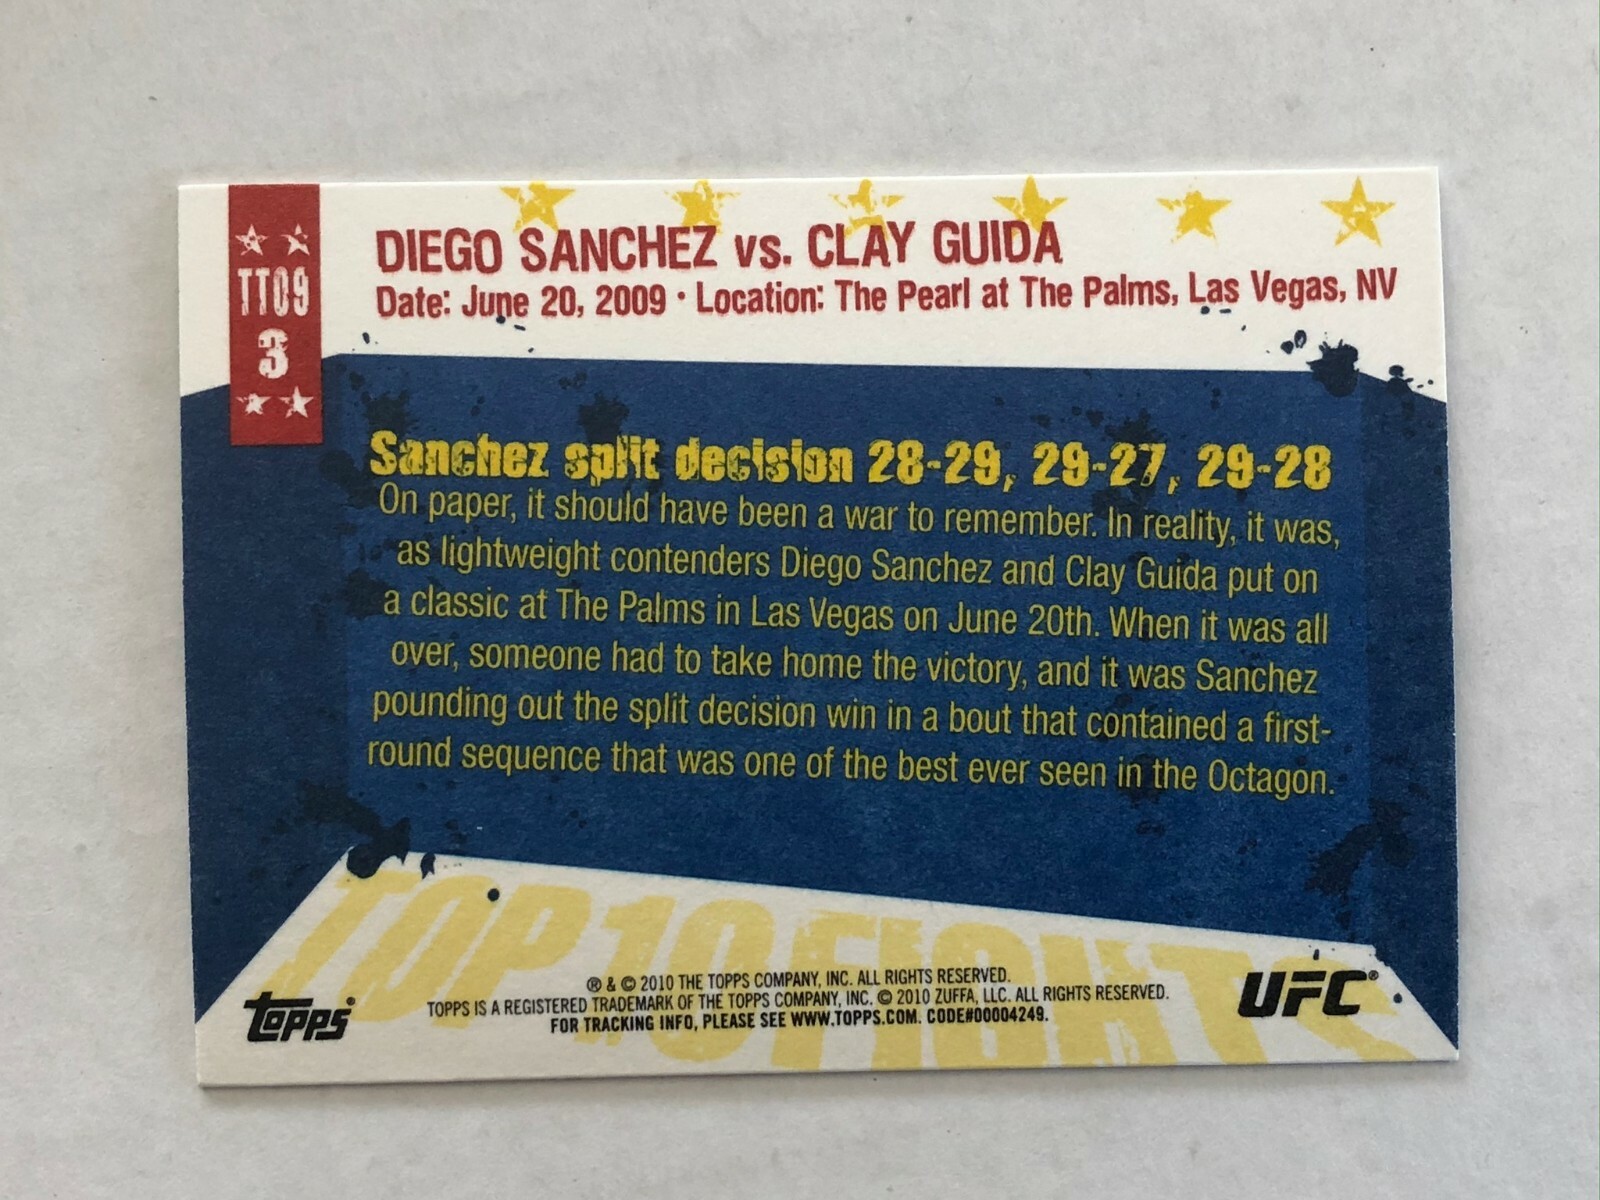 TT09
3
DIEGO SANCHEZ vs. CLAY GUIDA
Date: June 20, 2009 • Location: The Pearl at The Palms, Las Vegas, NV
Sanchez split decision 28-29, 29-27, 29-28
On paper, it should have been a war to remember. In reality, it was,
as lightweight contenders Diego Sanchez and Clay Guida put on
a classic at The Palms in Las Vegas on June 20th. When it was all
over, someone had to take home the victory, and it was Sanchez
pounding out the split decision win in a bout that contained a first-
round sequence that was one of the best ever seen in the Octagon.
TOP 10 FIGHTS
® & © 2010 THE TOPPS COMPANY, INC. ALL RIGHTS RESERVED.
TOPPS IS A REGISTERED TRADEMARK OF THE TOPPS COMPANY, INC. © 2010 ZUFFA, LLC. ALL RIGHTS RESERVED.
FOR TRACKING INFO, PLEASE SEE WWW.TOPPS.COM. CODE#00004249.
Topps®
UFC®